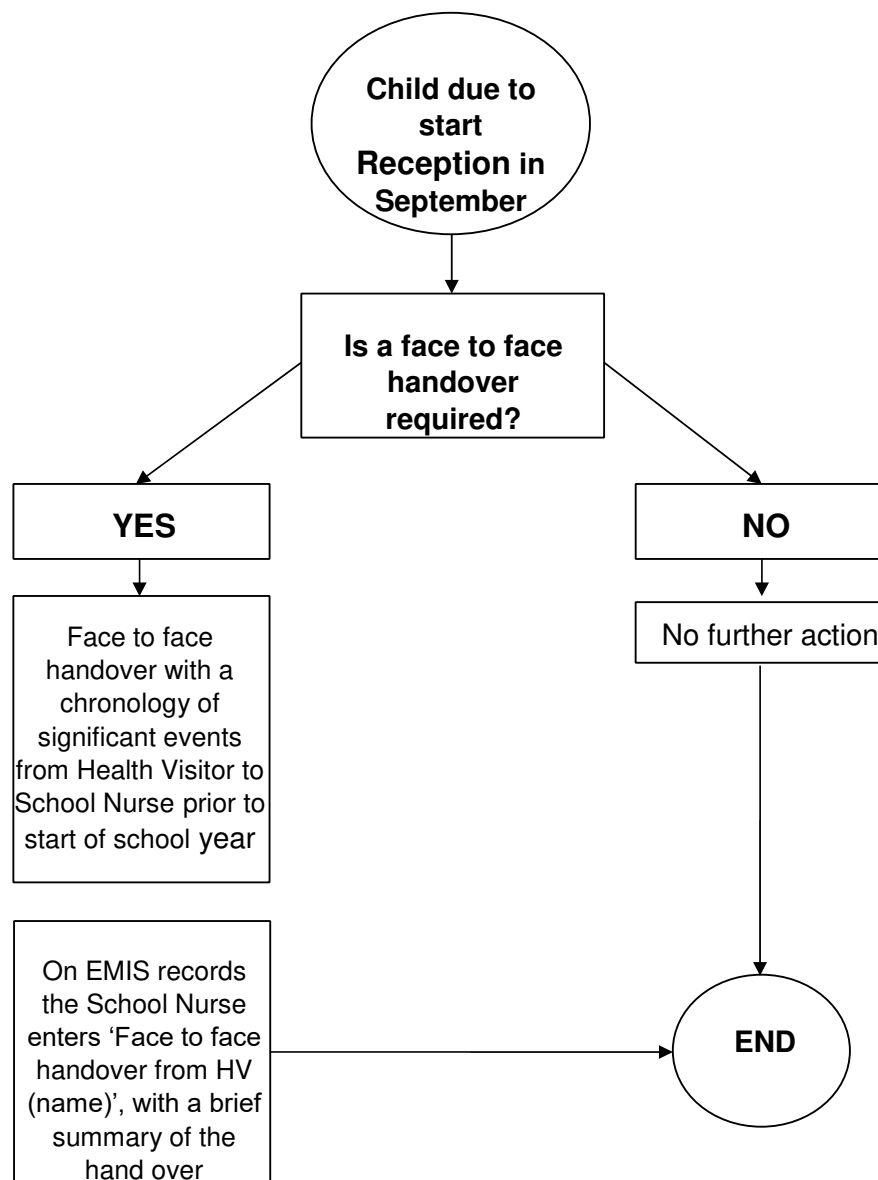 Child due to
start
Reception in
September
Is a face to face
handover
required?
YES
NO
Face to face
handover with a
chronology of
significant events
from Health Visitor to
School Nurse prior to
start of school year
No further action
On EMIS records
the School Nurse
enters ‘Face to face
handover from HV
(name)’, with a brief
summary of the
hand over
END